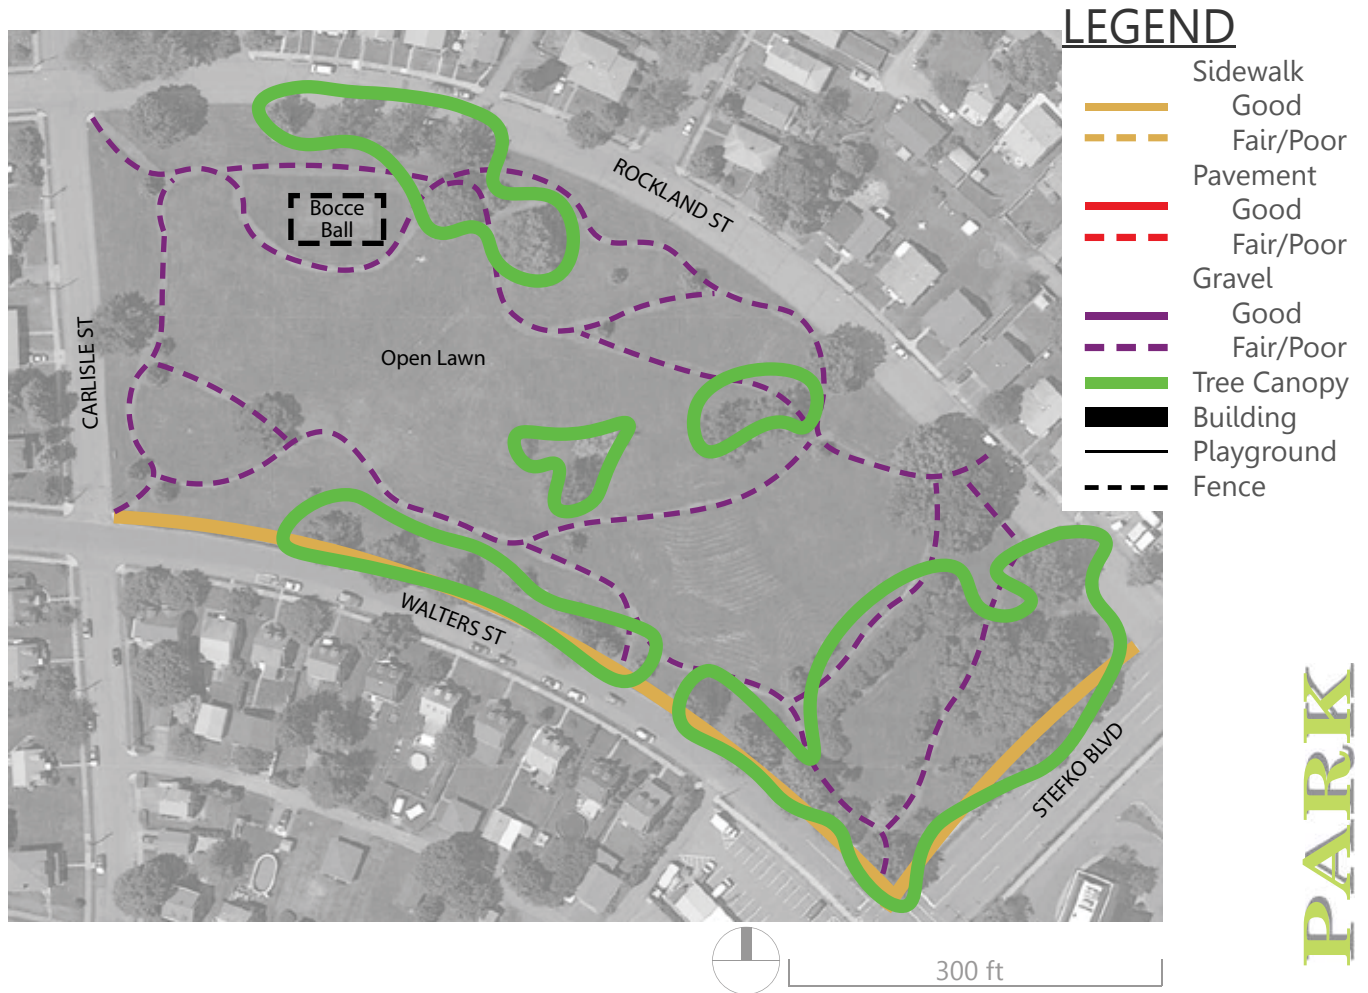 LEGEND
Sidewalk
Good
Fair/Poor
Pavement
Good
Fair/Poor
Gravel
Good
Fair/Poor
Tree Canopy
Building
Playground
Fence
ROCKLAND ST
Bocce
Ball
CARLISLE ST
Open Lawn
WALTERS ST
STEFKO BLVD
PARK
300 ft